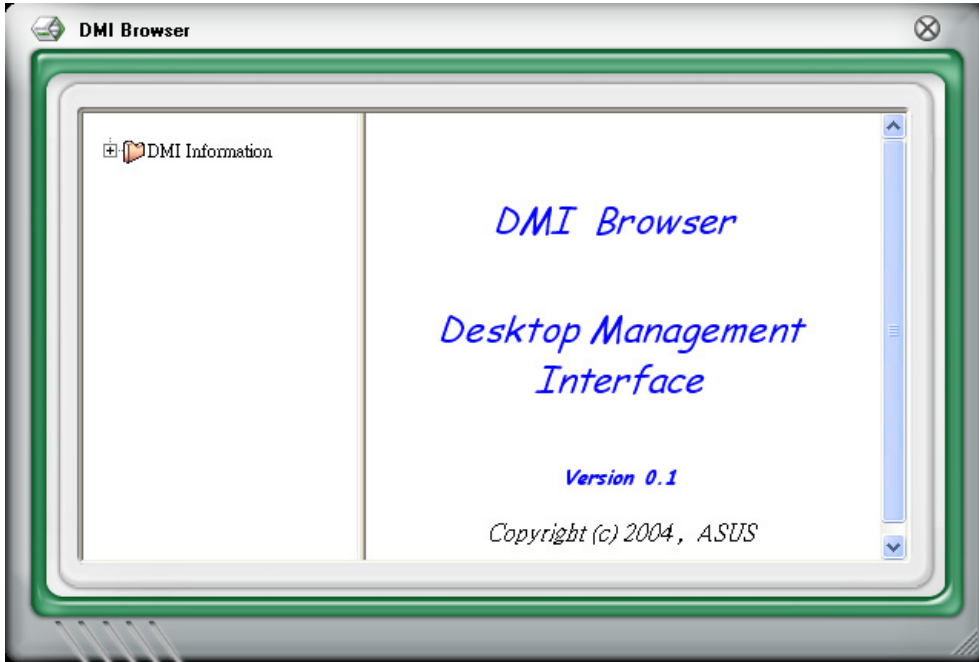 DMI Browser
DMI Information
DMI Browser
Desktop Management
Interface
Version 0.1
Copyright (c) 2004, ASUS